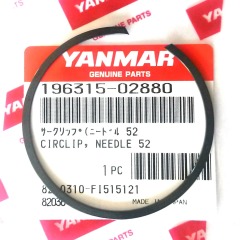 YANMAR
GENUINE PARTS
196315-02880
サークリップ(ニードル 52
CIRCLIP, NEEDLE 52
1PC
MADE IN JAPAN